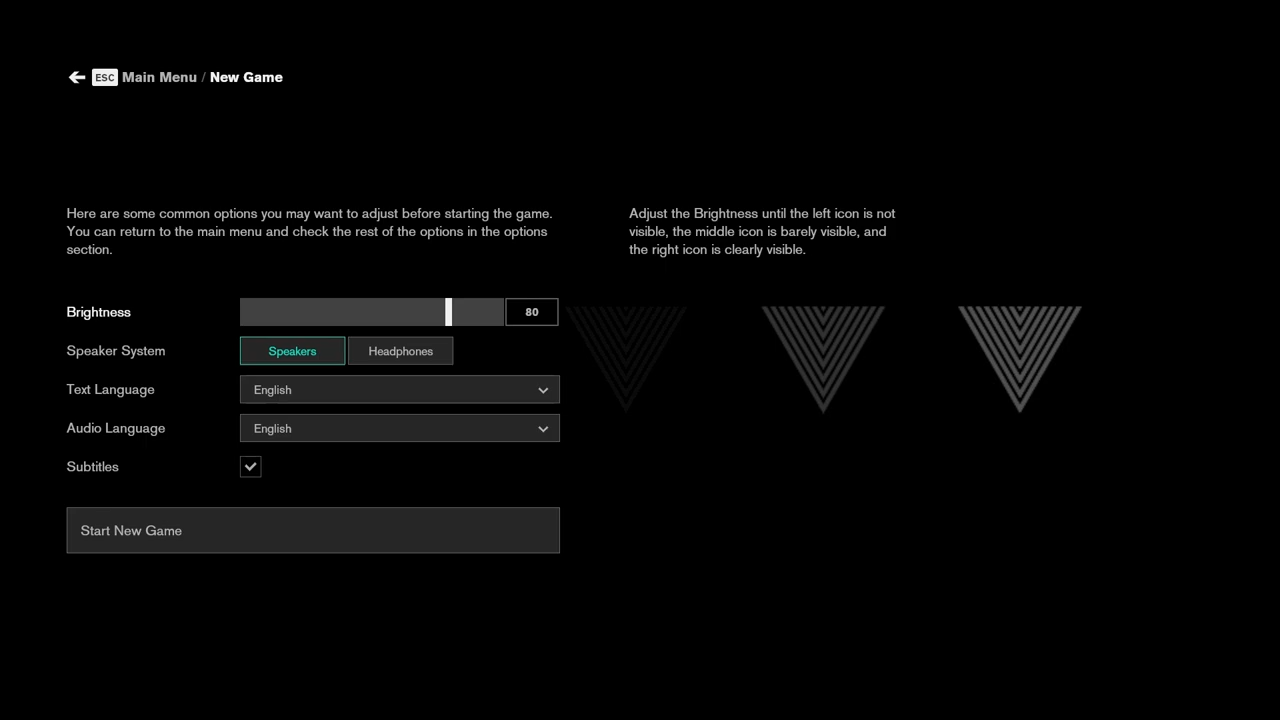 ESC Main Menu / New Game
Here are some common options you may want to adjust before starting the game.
You can return to the main menu and check the rest of the options in the options
section.
Adjust the Brightness until the left icon is not
visible, the middle icon is barely visible, and
the right icon is clearly visible.
Brightness 80
Speaker System Speakers Headphones
Text Language English
Audio Language English
Subtitles
Start New Game